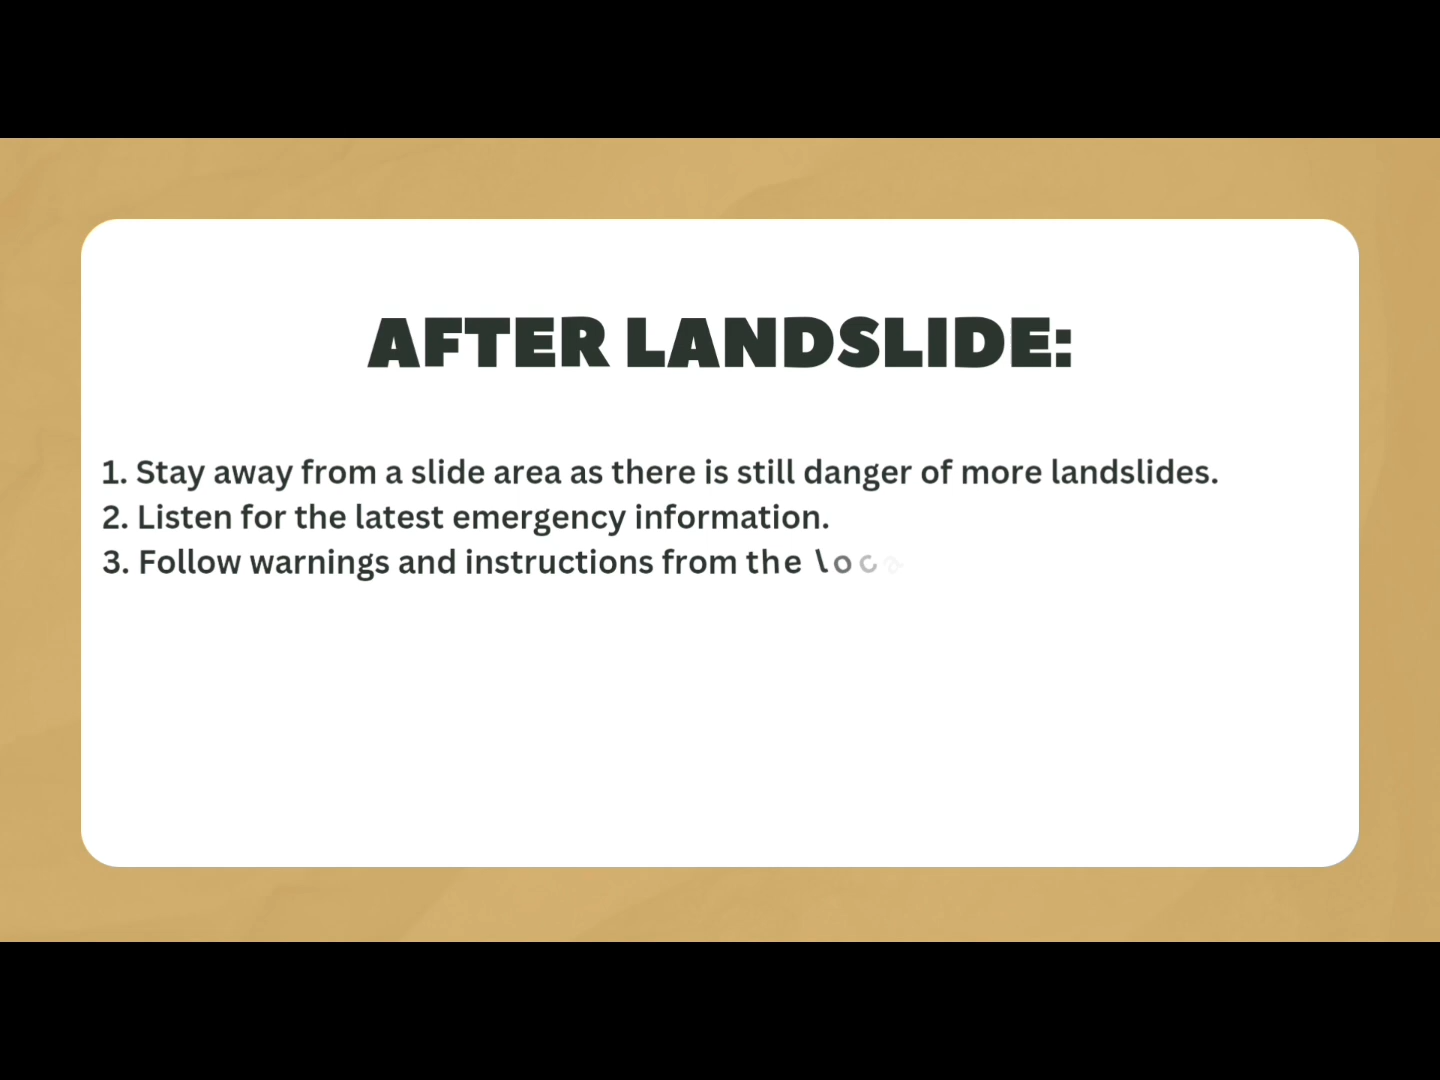 AFTER LANDSLIDE:
1. Stay away from a slide area as there is still danger of more landslides.
2. Listen for the latest emergency information.
3. Follow warnings and instructions from the